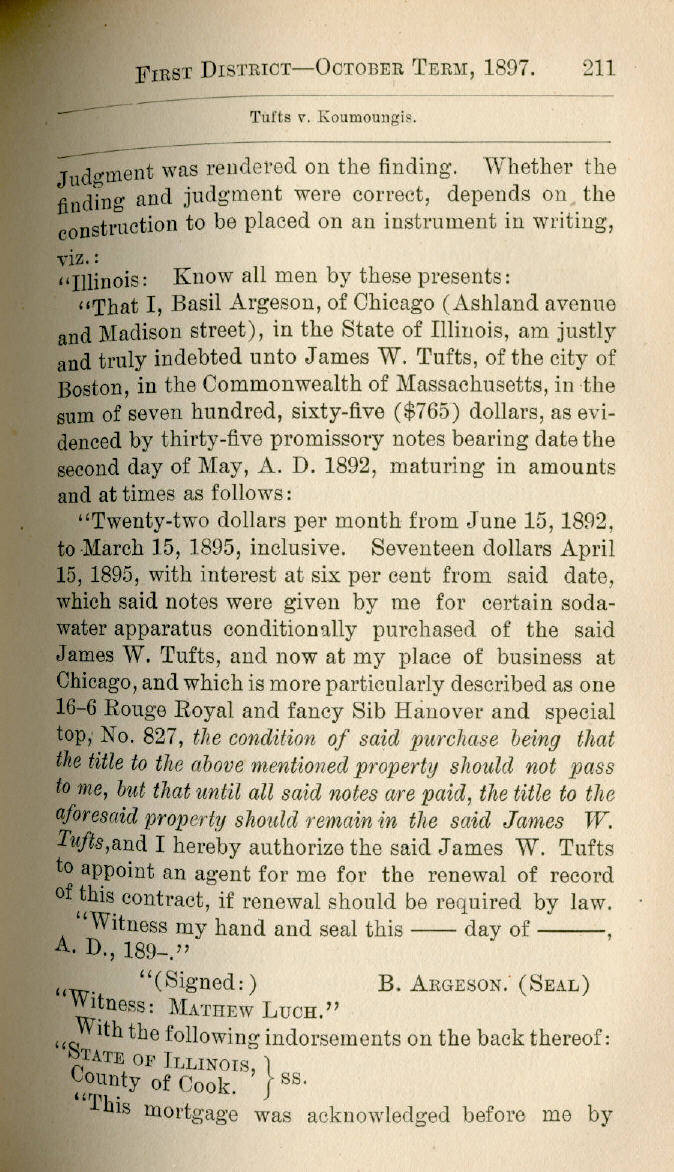 FIRST DISTRICT—OCTOBER TERM, 1897. 211
Tufts v. Koumoungis.
Judgment was rendered on the finding. Whether the
finding and judgment were correct, depends on the
construction to be placed on an instrument in writing,
viz.:
“Illinois: Know all men by these presents:
“That I, Basil Argeson, of Chicago (Ashland avenue
and Madison street), in the State of Illinois, am justly
and truly indebted unto James W. Tufts, of the city of
Boston, in the Commonwealth of Massachusetts, in the
sum of seven hundred, sixty-five ($765) dollars, as evi-
denced by thirty-five promissory notes bearing date the
second day of May, A. D. 1892, maturing in amounts
and at times as follows:
“Twenty-two dollars per month from June 15, 1892,
to March 15, 1895, inclusive. Seventeen dollars April
15, 1895, with interest at six per cent from said date,
which said notes were given by me for certain soda-
water apparatus conditionally purchased of the said
James W. Tufts, and now at my place of business at
Chicago, and which is more particularly described as one
16-6 Rouge Royal and fancy Sib Hanover and special
top, No. 827, the condition of said purchase being that
the title to the above mentioned property should not pass
to me, but that until all said notes are paid, the title to the
aforesaid property should remain in the said James W.
Tufts, and I hereby authorize the said James W. Tufts
to appoint an agent for me for the renewal of record
of this contract, if renewal should be required by law.
“Witness my hand and seal this —— day of ———,
A. D., 189–.”
“(Signed:) B. ARGESON. (SEAL)
“Witness: MATHEW LUCH.”
With the following indorsements on the back thereof:
“STATE OF ILLINOIS, }
County of Cook. } ss.
“This mortgage was acknowledged before me by